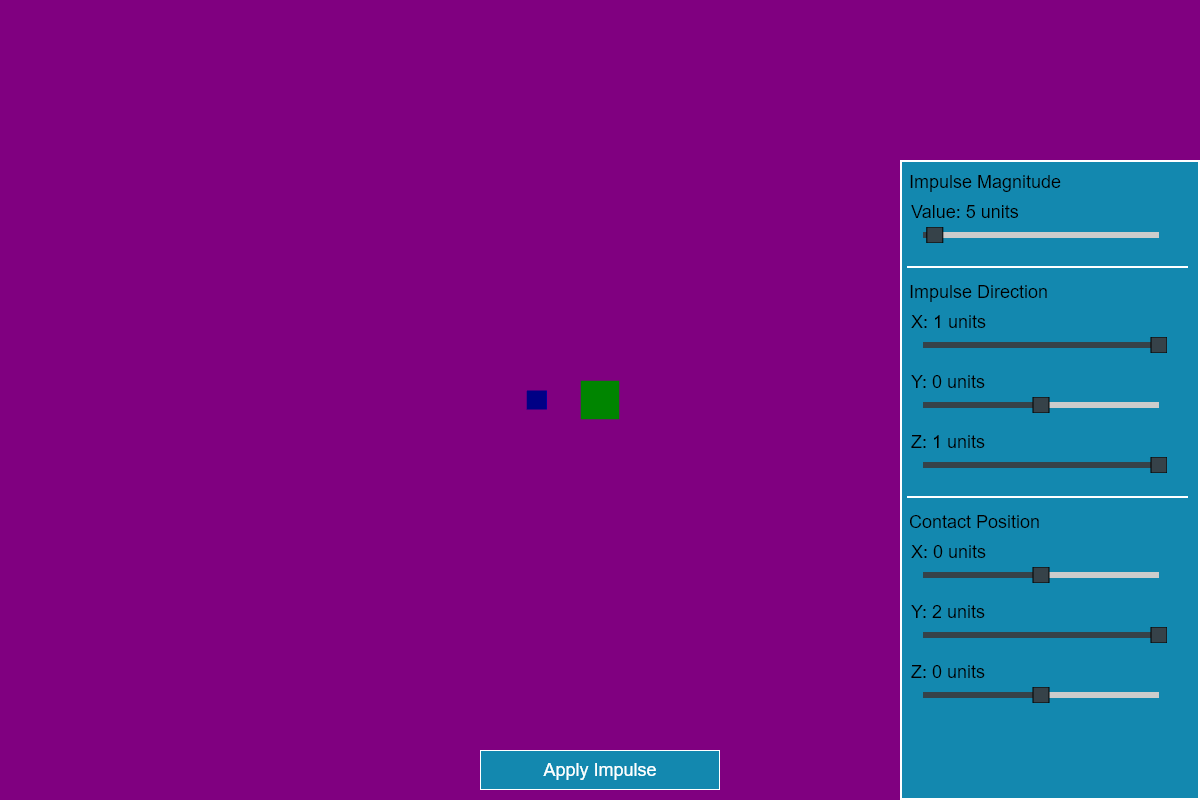 Impulse Magnitude
Value: 5 units
Impulse Direction
X: 1 units
Y: 0 units
Z: 1 units
Contact Position
X: 0 units
Y: 2 units
Z: 0 units
Apply Impulse